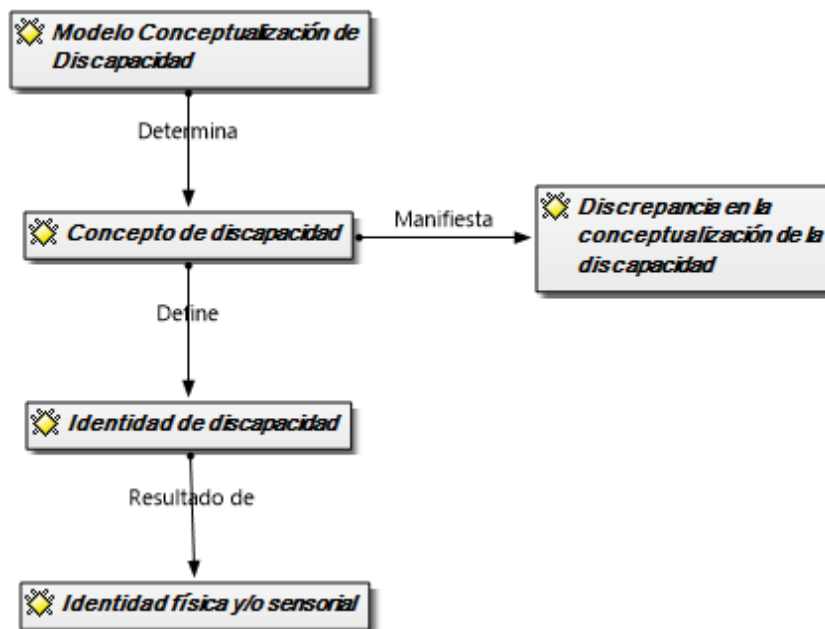 Modelo Conceptualización de
Discapacidad
Determina
Concepto de discapacidad
Manifiesta
Discrepancia en la
conceptualización de la
discapacidad
Define
Identidad de discapacidad
Resultado de
Identidad física y/o sensorial